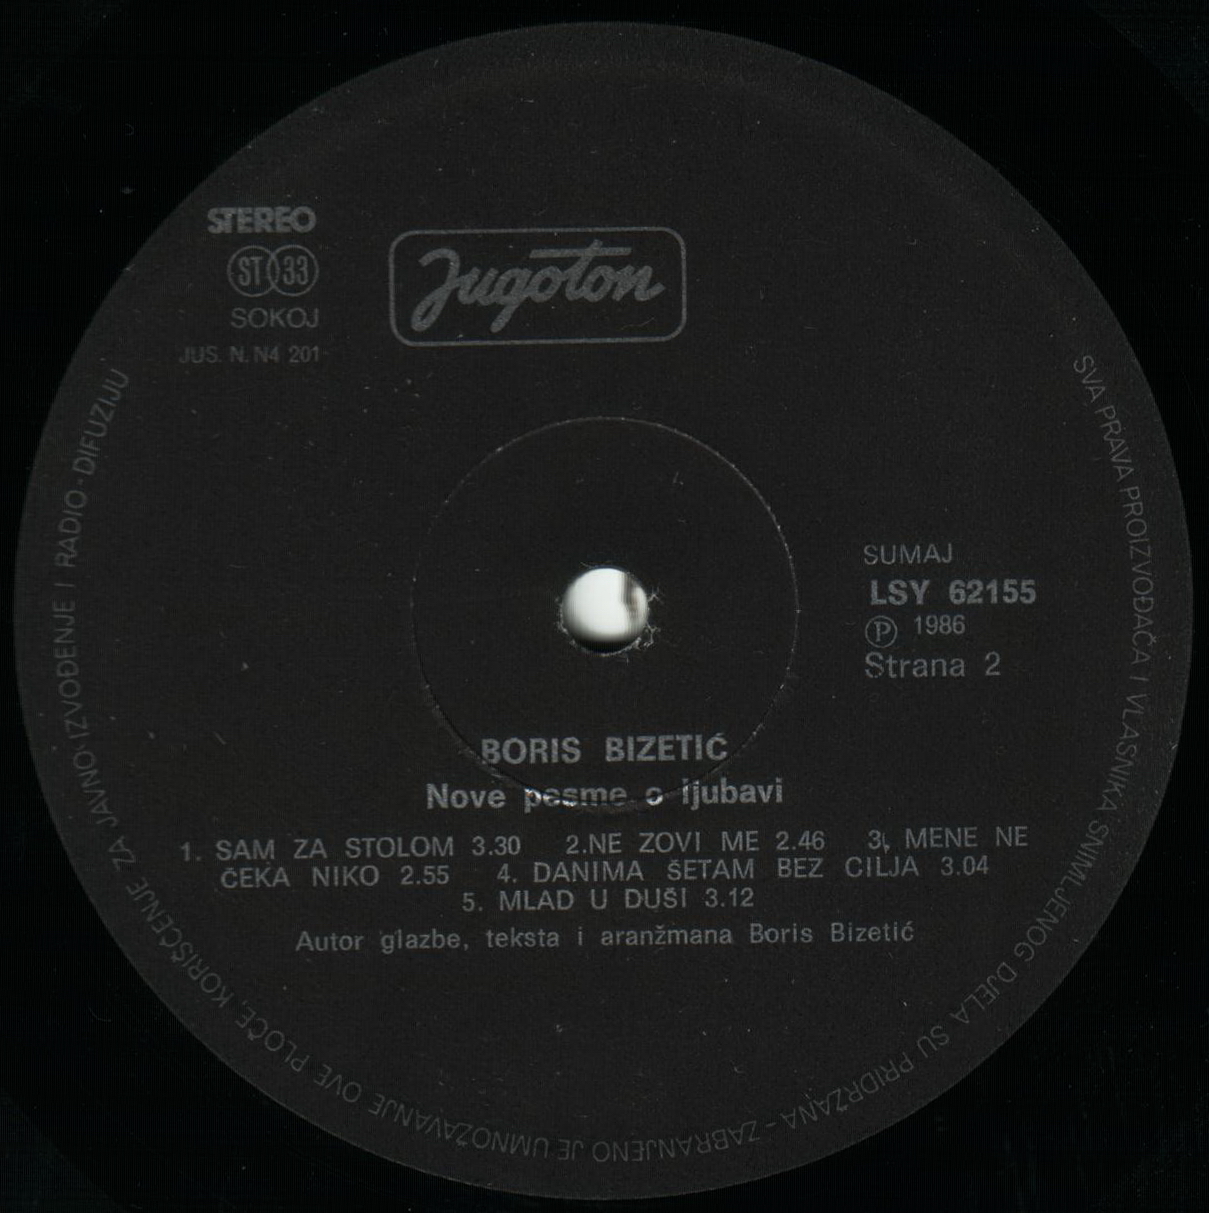 STEREO
ST 33
SOKOJ
JUS. N. N4 201
Jugoton
SUMAJ
LSY 62155
℗ 1986
Strana 2
BORIS BIZETIĆ
Nove pesme o ljubavi
1. SAM ZA STOLOM 3.30 2.NE ZOVI ME 2.46 3. MENE NE
ČEKA NIKO 2.55 4. DANIMA ŠETAM BEZ CILJA 3.04
5. MLAD U DUŠI 3.12
Autor glazbe, teksta i aranžmana Boris Bizetić
SVA PRAVA PROIZVOĐAČA I VLASNIKA SNIMLJENOG DJELA SU PRIDRŽANA - ZABRANJENO JE UMNOŽAVANJE OVE PLOČE, KORIŠĆENJE ZA JAVNO IZVOĐENJE I RADIO-DIFUZIJU